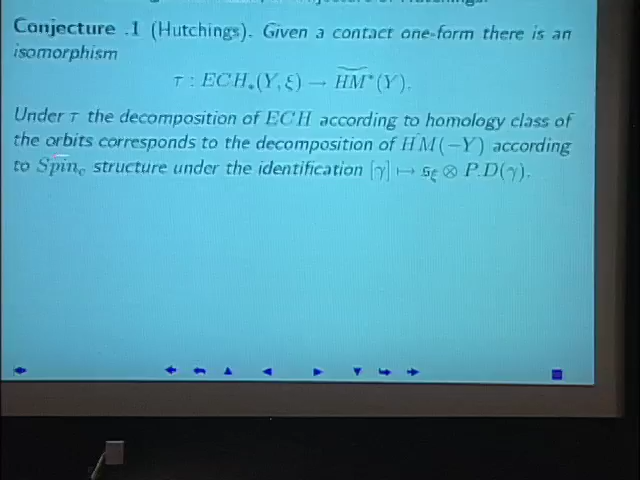 Conjecture .1 (Hutchings). Given a contact one-form there is an
isomorphism
τ : ECH_*(Y, ξ) → \widetilde{HM}^*(Y).
Under τ the decomposition of ECH according to homology class of
the orbits corresponds to the decomposition of HM(−Y) according
to Spin_c structure under the identification [γ] ↦ 𝔰_ξ ⊗ P.D(γ).